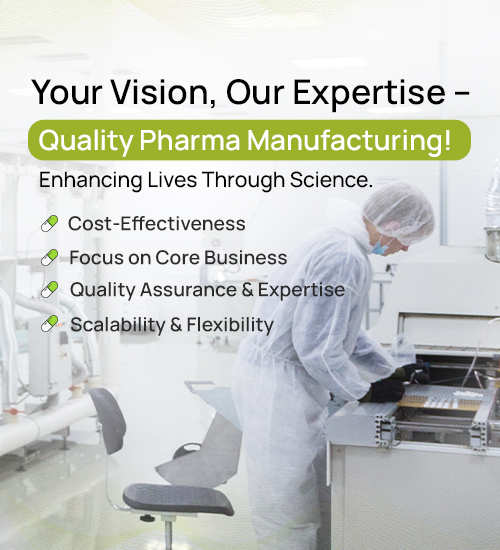 Your Vision, Our Expertise –
Quality Pharma Manufacturing!
Enhancing Lives Through Science.
Cost-Effectiveness
Focus on Core Business
Quality Assurance & Expertise
Scalability & Flexibility